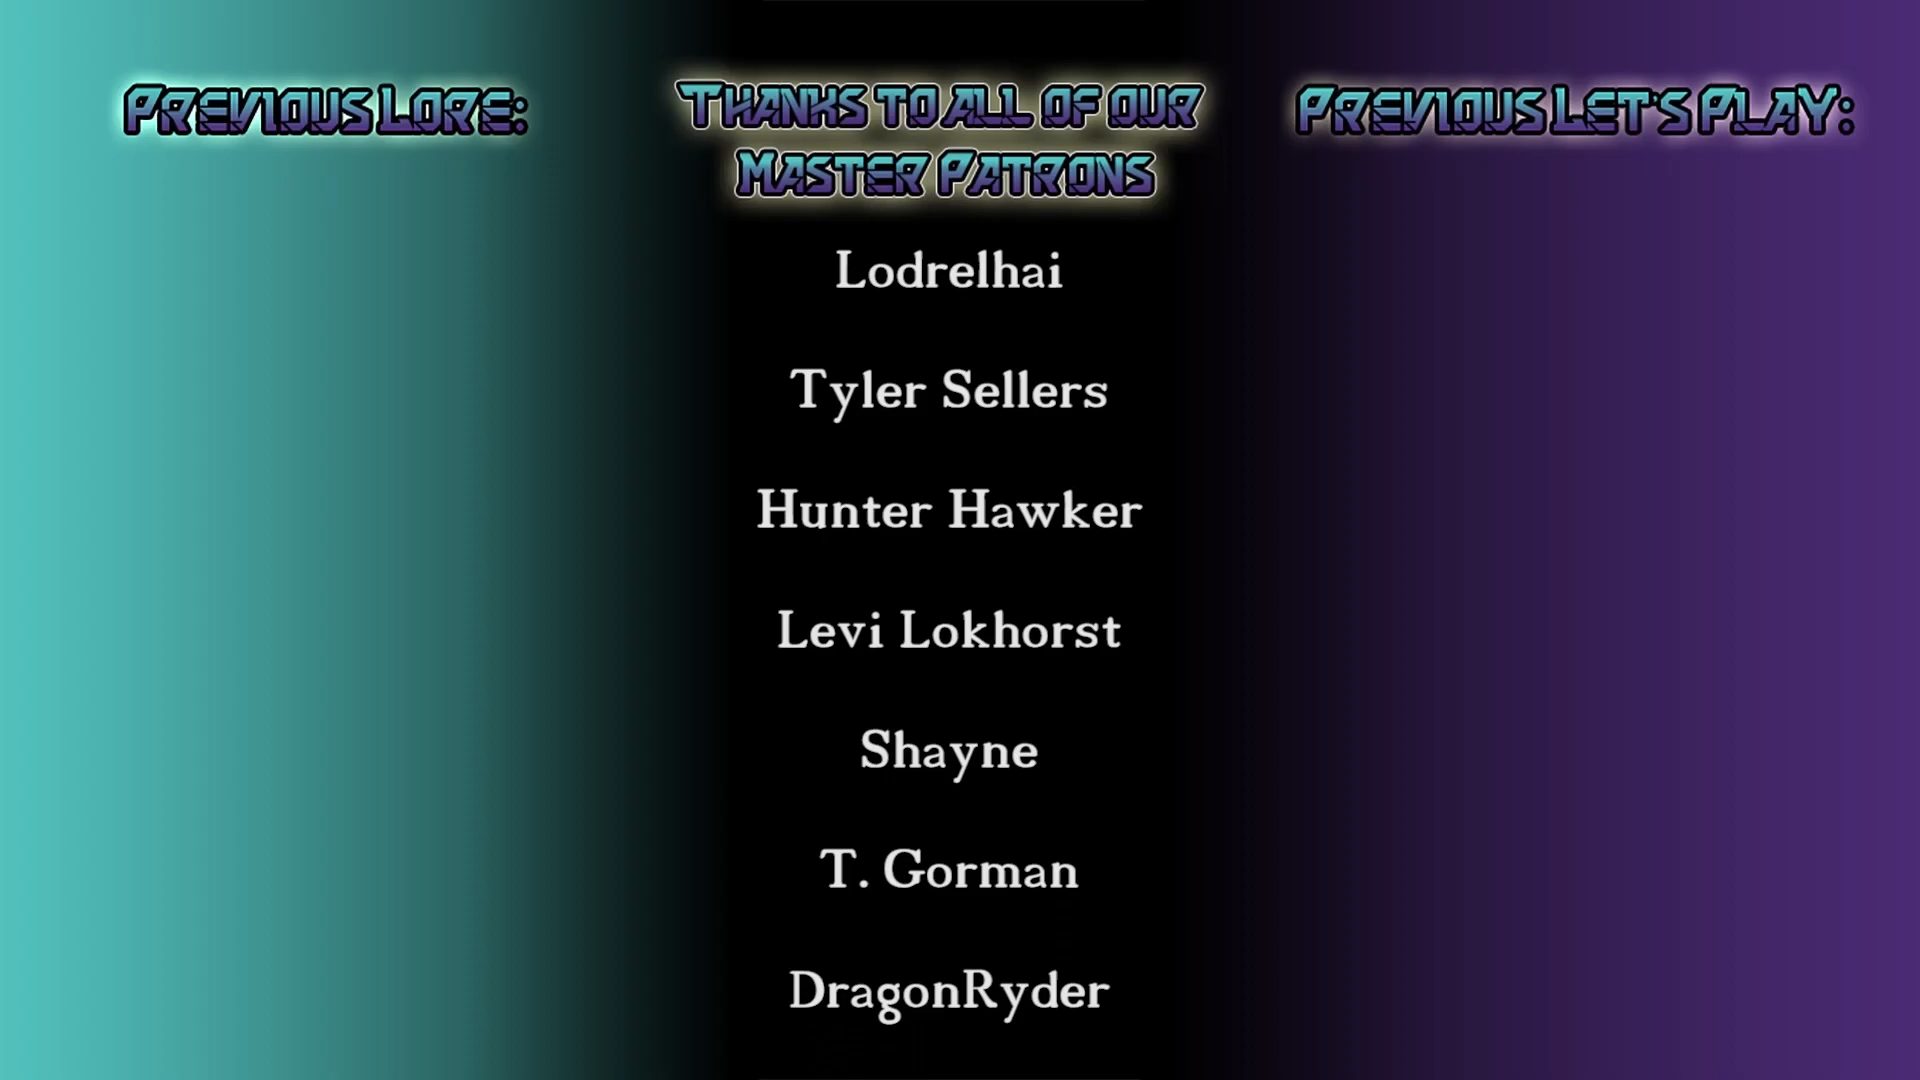 Previous Lore:
Thanks to all of our
Master Patrons
Previous Let's Play:
Lodrelhai
Tyler Sellers
Hunter Hawker
Levi Lokhorst
Shayne
T. Gorman
DragonRyder